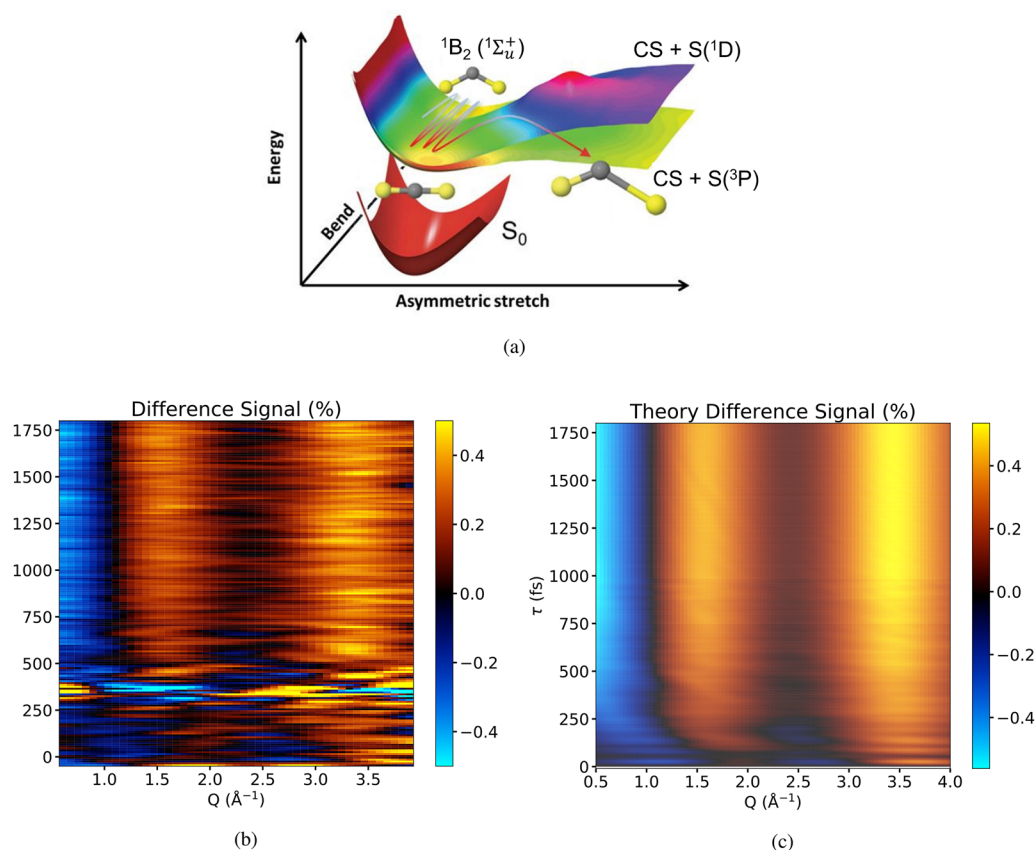 ¹B₂ (¹Σᵤ⁺)
CS + S(¹D)
Energy
CS + S(³P)
Bend
S₀
Asymmetric stretch
(a)
Difference Signal (%)
1750
1500
1250
1000
750
500
250
0
1.0 1.5 2.0 2.5 3.0 3.5
Q (Å⁻¹)
0.4
0.2
0.0
−0.2
−0.4
(b)
Theory Difference Signal (%)
1750
1500
1250
1000
750
500
250
0
τ (fs)
0.5 1.0 1.5 2.0 2.5 3.0 3.5 4.0
Q (Å⁻¹)
0.4
0.2
0.0
−0.2
−0.4
(c)